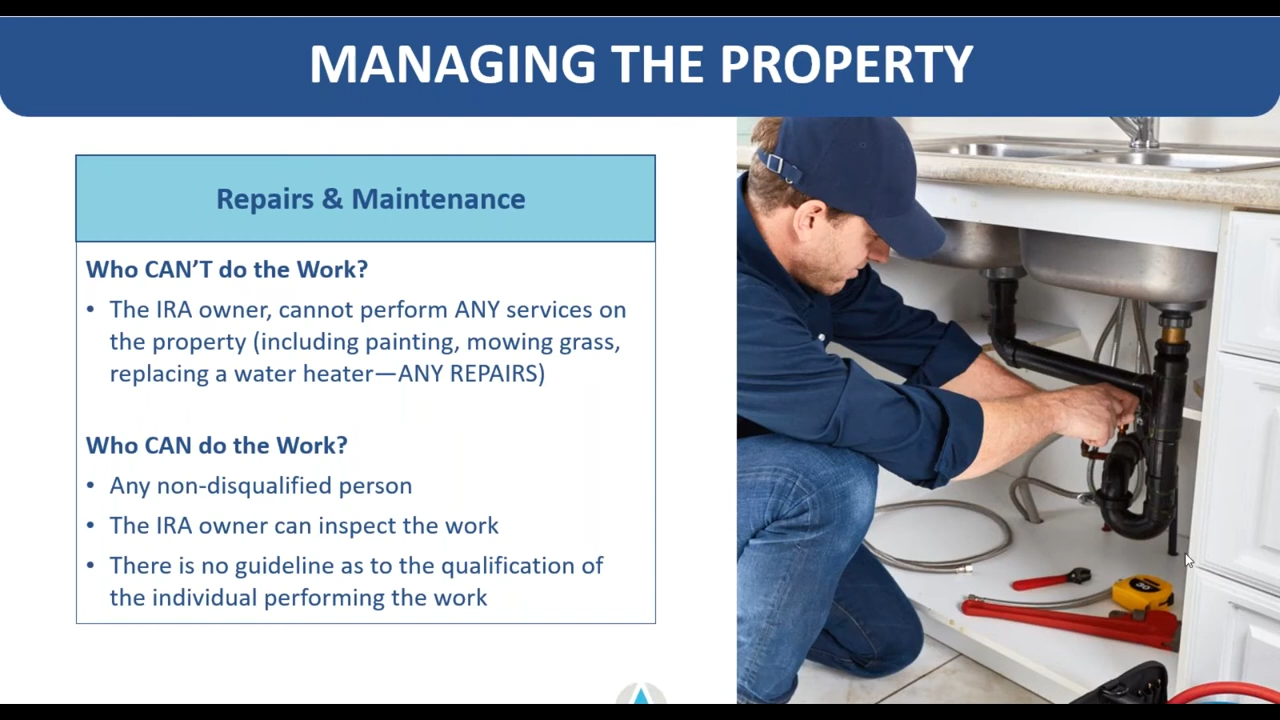 MANAGING THE PROPERTY
Repairs & Maintenance
Who CAN’T do the Work?
• The IRA owner, cannot perform ANY services on
the property (including painting, mowing grass,
replacing a water heater—ANY REPAIRS)
Who CAN do the Work?
• Any non-disqualified person
• The IRA owner can inspect the work
• There is no guideline as to the qualification of
the individual performing the work